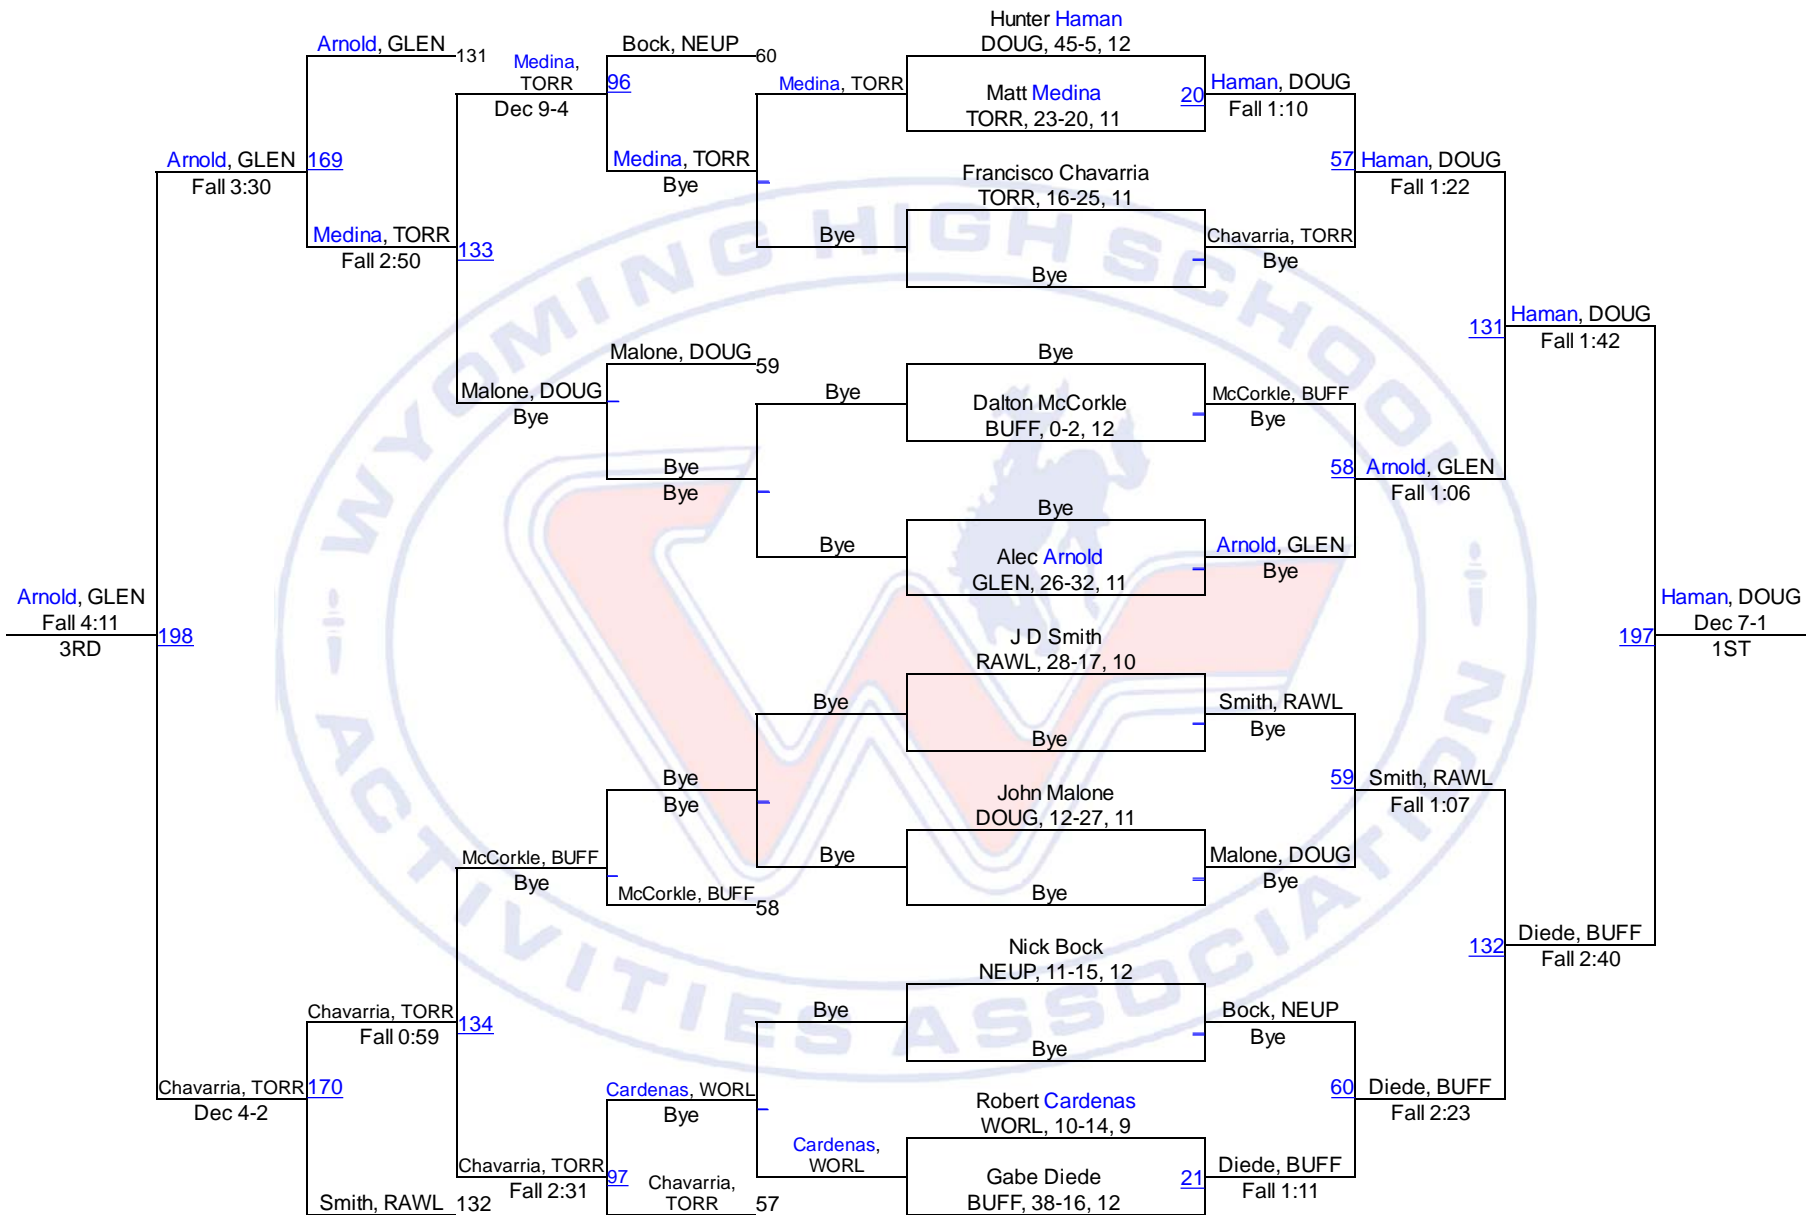 Hunter Haman
DOUG, 45-5, 12
Matt Medina
TORR, 23-20, 11
20
Francisco Chavarria
TORR, 16-25, 11
Bye
Bye
Dalton McCorkle
BUFF, 0-2, 12
Bye
Alec Arnold
GLEN, 26-32, 11
J D Smith
RAWL, 28-17, 10
Bye
John Malone
DOUG, 12-27, 11
Bye
Nick Bock
NEUP, 11-15, 12
Bye
Robert Cardenas
WORL, 10-14, 9
Gabe Diede
BUFF, 38-16, 12
21
Haman, DOUG
Fall 1:10
Chavarria, TORR
Bye
57
McCorkle, BUFF
Bye
Arnold, GLEN
Bye
58
Smith, RAWL
Bye
Malone, DOUG
Bye
59
Bock, NEUP
Bye
Diede, BUFF
Fall 1:11
60
Haman, DOUG
Fall 1:22
Arnold, GLEN
Fall 1:06
131
Smith, RAWL
Fall 1:07
Diede, BUFF
Fall 2:23
132
Haman, DOUG
Fall 1:42
Diede, BUFF
Fall 2:40
197
Haman, DOUG
Dec 7-1
1ST
Medina, TORR
Bye
Bye
Bye
Bye
Bye
Bye
Cardenas,
WORL
Bock, NEUP
60
Medina, TORR
Bye
96
Malone, DOUG
59
Bye
Bye
Bye
Bye
McCorkle, BUFF
58
Cardenas, WORL
Bye
Chavarria,
TORR
57
97
Medina,
TORR
Dec 9-4
Malone, DOUG
Bye
133
McCorkle, BUFF
Bye
Chavarria, TORR
Fall 2:31
134
Arnold, GLEN
131
Medina, TORR
Fall 2:50
169
Chavarria, TORR
Fall 0:59
Smith, RAWL
132
170
Arnold, GLEN
Fall 3:30
Chavarria, TORR
Dec 4-2
198
Arnold, GLEN
Fall 4:11
3RD
WYOMING HIGH SCHOOL
ACTIVITIES ASSOCIATION